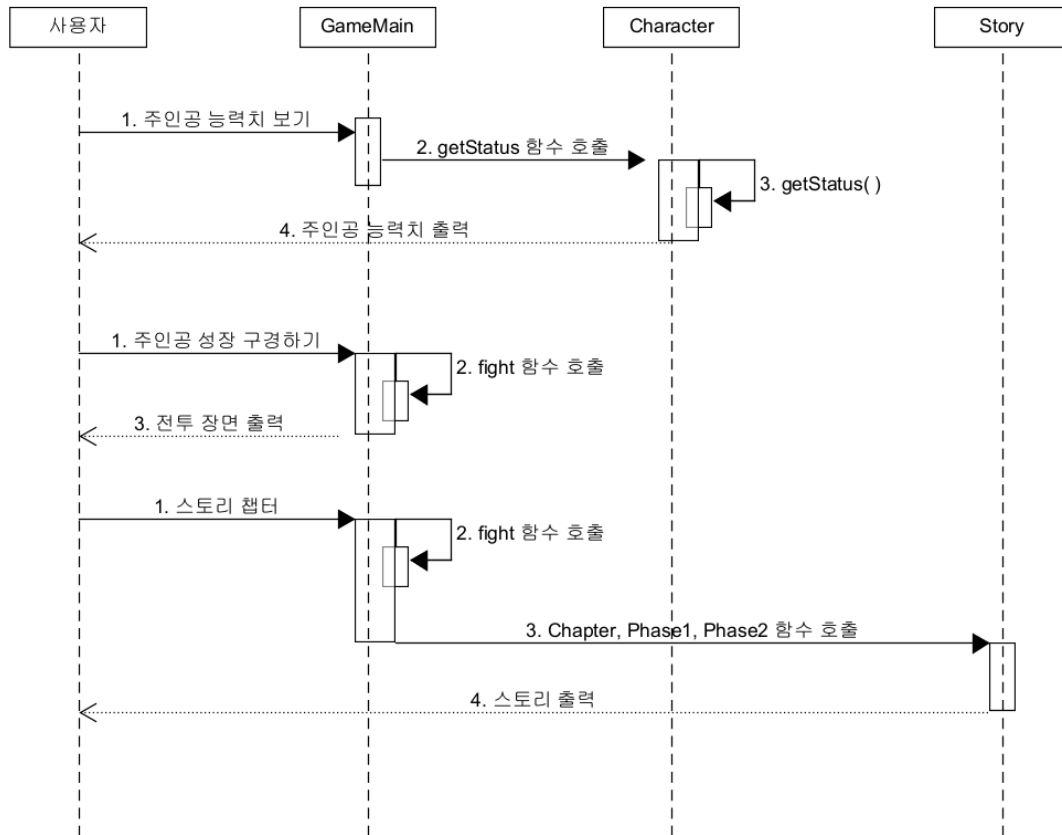 사용자
GameMain
Character
Story
1. 주인공 능력치 보기
2. getStatus 함수 호출
3. getStatus( )
4. 주인공 능력치 출력
1. 주인공 성장 구경하기
2. fight 함수 호출
3. 전투 장면 출력
1. 스토리 챕터
2. fight 함수 호출
3. Chapter, Phase1, Phase2 함수 호출
4. 스토리 출력